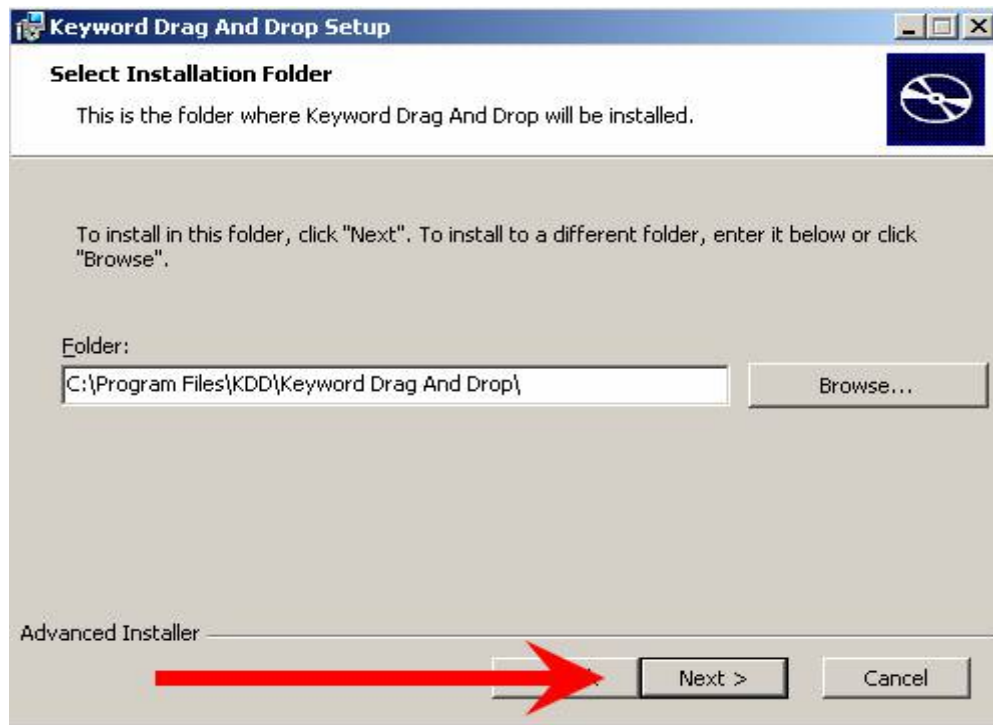 Keyword Drag And Drop Setup
Select Installation Folder
This is the folder where Keyword Drag And Drop will be installed.
To install in this folder, click "Next". To install to a different folder, enter it below or click
"Browse".
Folder:
C:\Program Files\KDD\Keyword Drag And Drop\
Browse...
Advanced Installer
Next >
Cancel